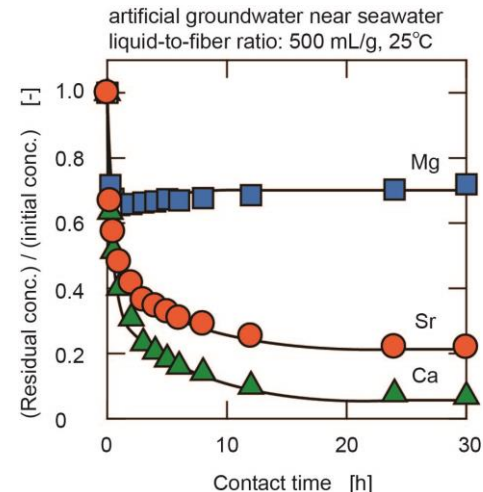 artificial groundwater near seawater
liquid-to-fiber ratio: 500 mL/g, 25°C
(Residual conc.) / (initial conc.) [-]
1.0
0.8
0.6
0.4
0.2
0
Mg
Sr
Ca
0 10 20 30
Contact time [h]